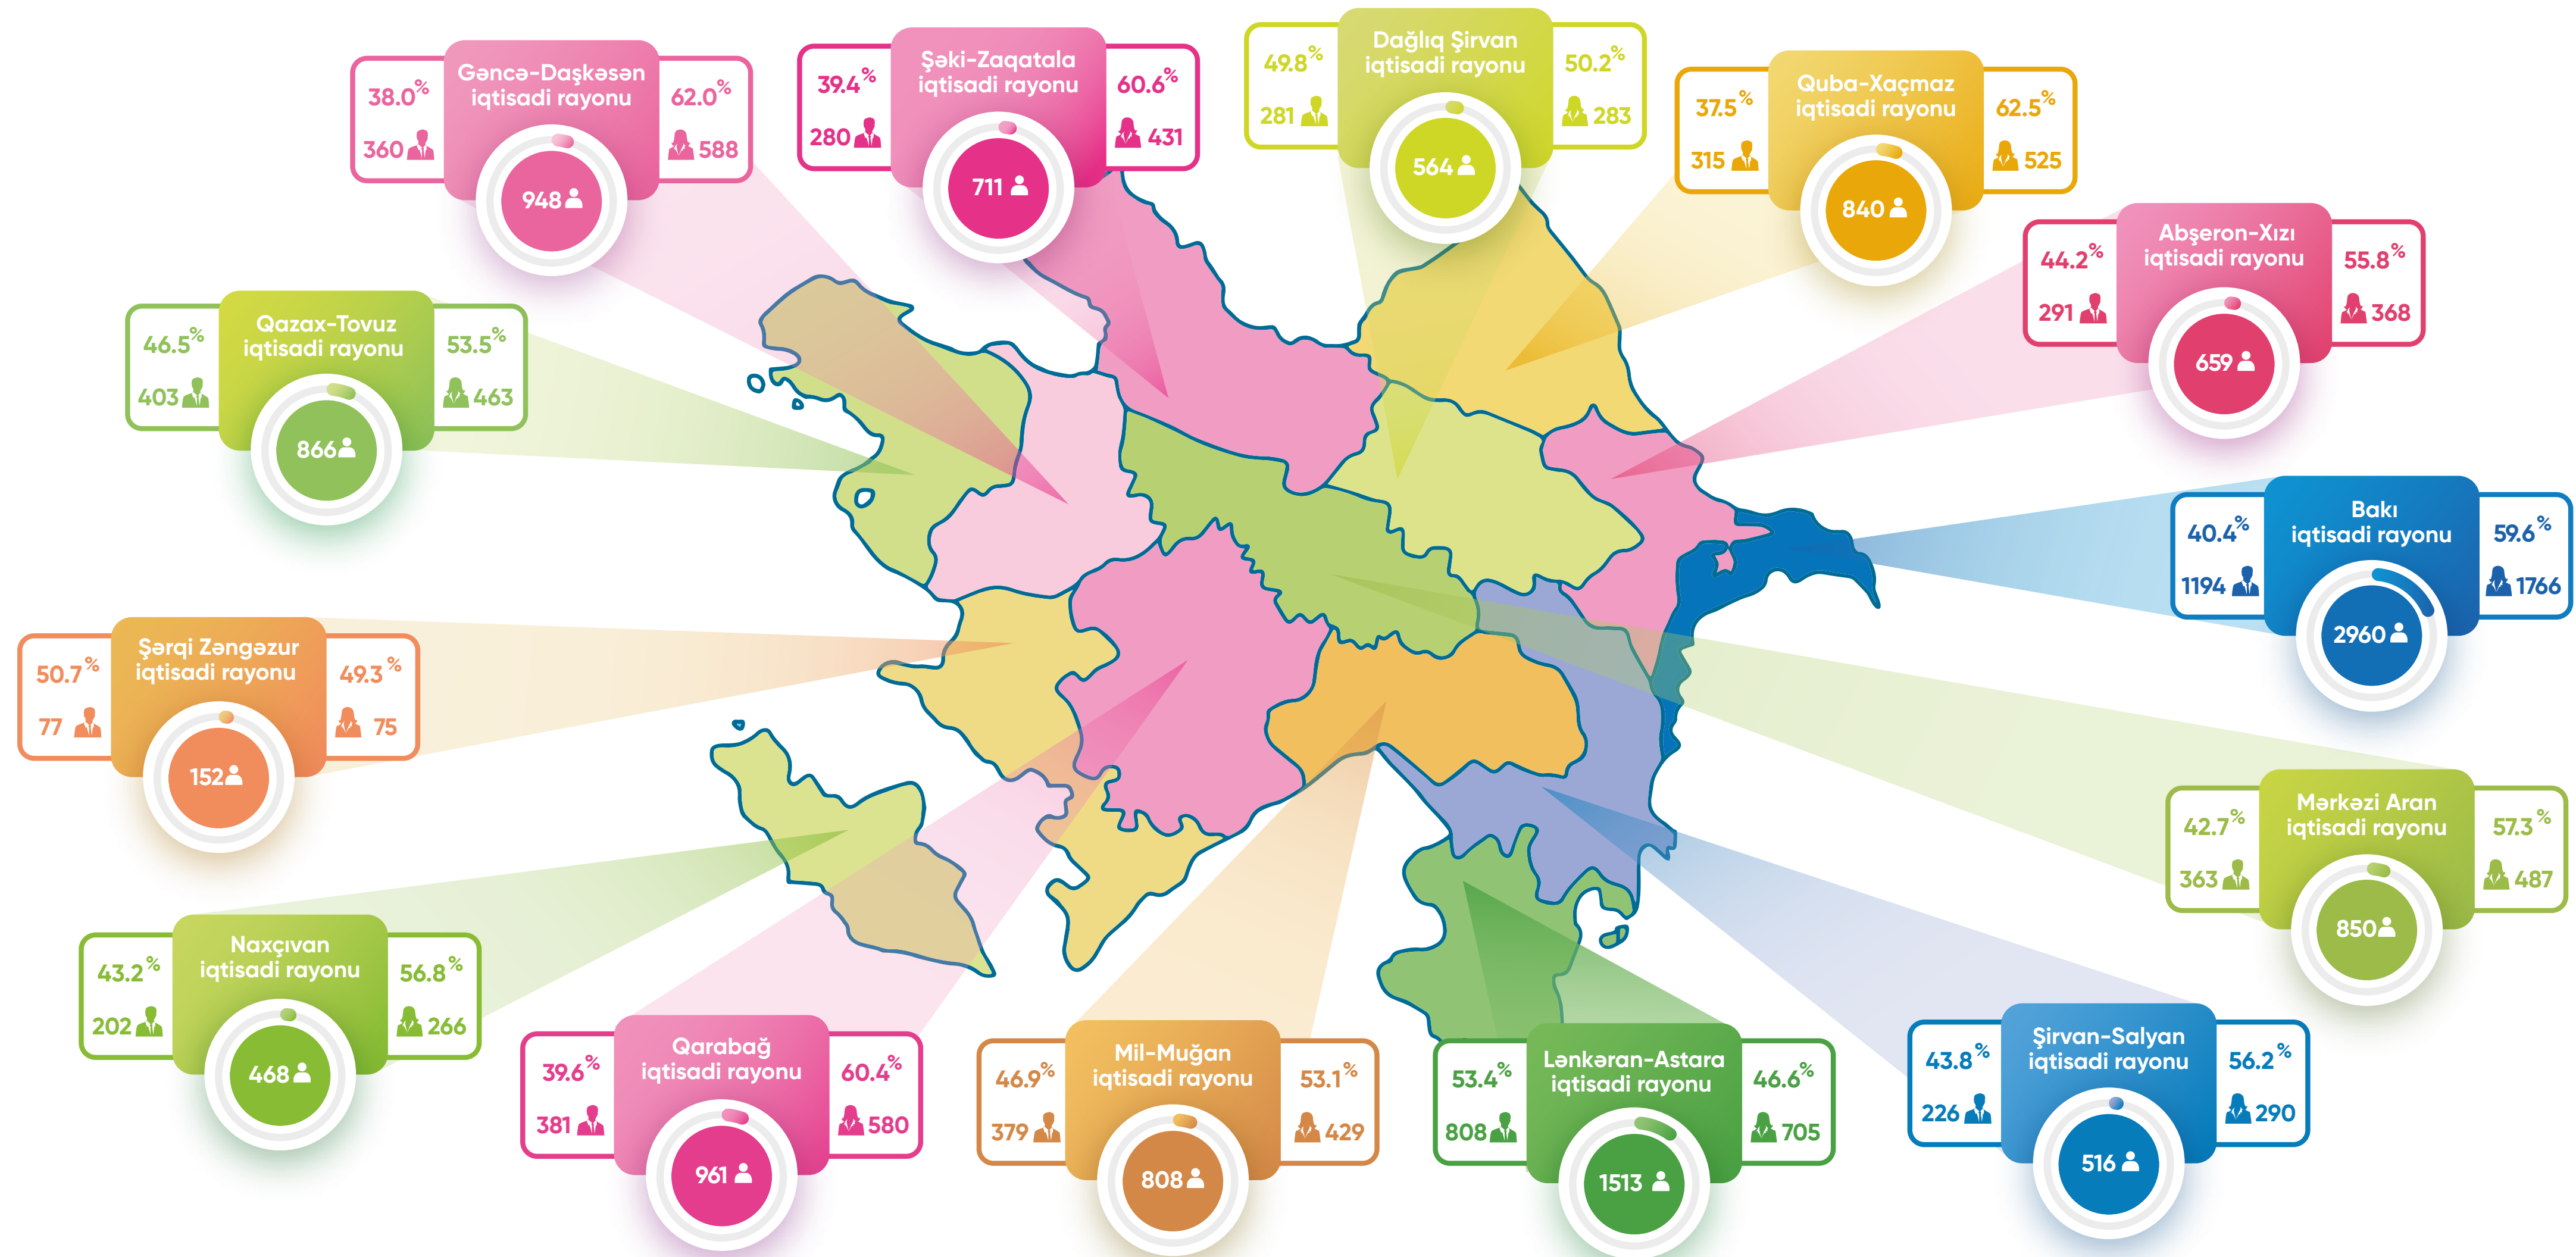 Gəncə-Daşkəsən
iqtisadi rayonu
38.0%
62.0%
360
588
948
Şəki-Zaqatala
iqtisadi rayonu
39.4%
60.6%
280
431
711
Dağlıq Şirvan
iqtisadi rayonu
49.8%
50.2%
281
283
564
Quba-Xaçmaz
iqtisadi rayonu
37.5%
62.5%
315
525
840
Abşeron-Xızı
iqtisadi rayonu
44.2%
55.8%
291
368
659
Qazax-Tovuz
iqtisadi rayonu
46.5%
53.5%
403
463
866
Bakı
iqtisadi rayonu
40.4%
59.6%
1194
1766
2960
Şərqi Zəngəzur
iqtisadi rayonu
50.7%
49.3%
77
75
152
Mərkəzi Aran
iqtisadi rayonu
42.7%
57.3%
363
487
850
Naxçıvan
iqtisadi rayonu
43.2%
56.8%
202
266
468
Qarabağ
iqtisadi rayonu
39.6%
60.4%
381
580
961
Mil-Muğan
iqtisadi rayonu
46.9%
53.1%
379
429
808
Lənkəran-Astara
iqtisadi rayonu
53.4%
46.6%
808
705
1513
Şirvan-Salyan
iqtisadi rayonu
43.8%
56.2%
226
290
516